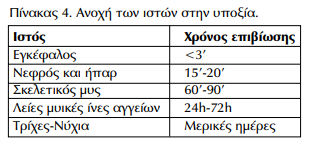 Πίνακας 4. Ανοχή των ιστών στην υποξία.
Ιστός Χρόνος επιβίωσης
Εγκέφαλος <3’
Νεφρός και ήπαρ 15’-20’
Σκελετικός μυς 60’-90’
Λείες μυικές ίνες αγγείων 24h-72h
Τρίχες-Νύχια Μερικές ημέρες